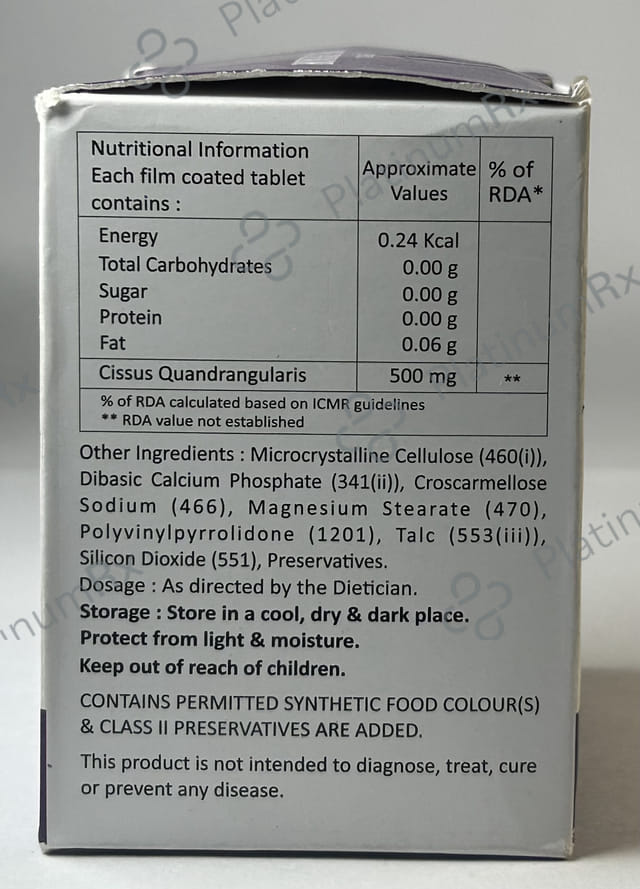 Nutritional Information
Each film coated tablet
contains :
Approximate
Values
% of
RDA*
Energy 0.24 Kcal
Total Carbohydrates 0.00 g
Sugar 0.00 g
Protein 0.00 g
Fat 0.06 g
Cissus Quandrangularis 500 mg **
% of RDA calculated based on ICMR guidelines
** RDA value not established
Other Ingredients : Microcrystalline Cellulose (460(i)),
Dibasic Calcium Phosphate (341(ii)), Croscarmellose
Sodium (466), Magnesium Stearate (470),
Polyvinylpyrrolidone (1201), Talc (553(iii)),
Silicon Dioxide (551), Preservatives.
Dosage : As directed by the Dietician.
Storage : Store in a cool, dry & dark place.
Protect from light & moisture.
Keep out of reach of children.
CONTAINS PERMITTED SYNTHETIC FOOD COLOUR(S)
& CLASS II PRESERVATIVES ARE ADDED.
This product is not intended to diagnose, treat, cure
or prevent any disease.
PlatinumRx